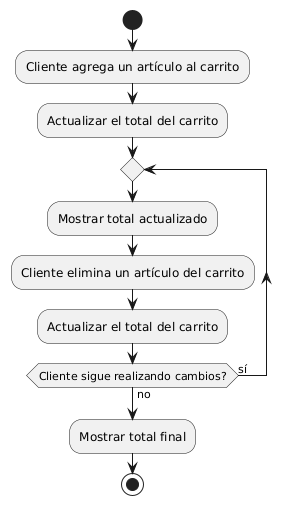 Cliente agrega un artículo al carrito
Actualizar el total del carrito
Mostrar total actualizado
Cliente elimina un artículo del carrito
Actualizar el total del carrito
Cliente sigue realizando cambios?
sí
no
Mostrar total final